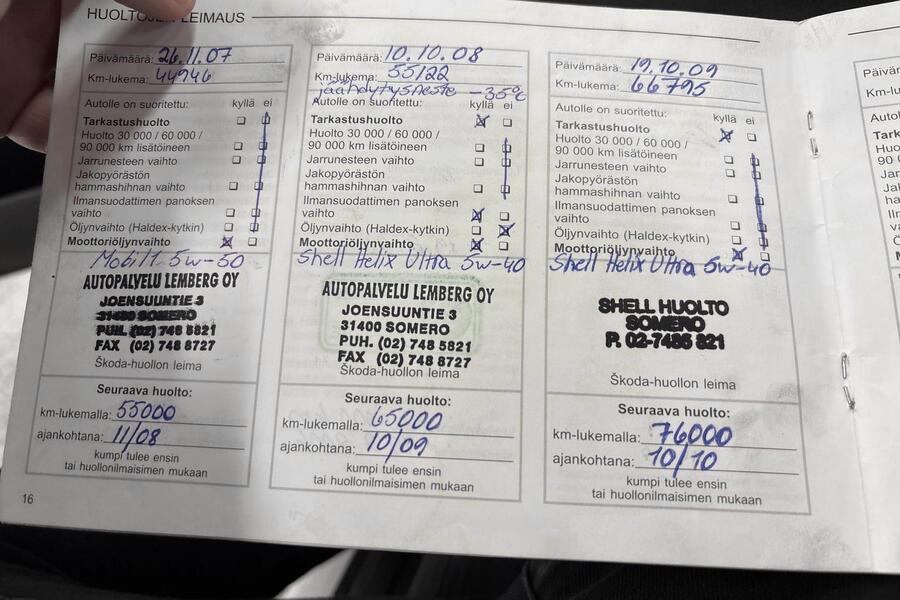 HUOLTOJEN LEIMAUS
Päivämäärä: 26.11.07
Km-lukema: 44946
Autolle on suoritettu: kyllä ei
Tarkastushuolto
Huolto 30 000 / 60 000 /
90 000 km lisätöineen
Jarrunesteen vaihto
Jakopyörästön
hammashihnan vaihto
Ilmansuodattimen panoksen
vaihto
Öljynvaihto (Haldex-kytkin)
Moottoriöljynvaihto
Mobil 1 5w-50
AUTOPALVELU LEMBERG OY
JOENSUUNTIE 3
31400 SOMERO
PUH. (02) 748 5821
FAX (02) 748 8727
Škoda-huollon leima
Seuraava huolto:
km-lukemalla: 55000
ajankohtana: 11/08
kumpi tulee ensin
tai huollonilmaisimen mukaan
16
Päivämäärä: 10.10.08
Km-lukema: 55122
jäähdytysneste -35°C
Autolle on suoritettu: kyllä ei
Tarkastushuolto
Huolto 30 000 / 60 000 /
90 000 km lisätöineen
Jarrunesteen vaihto
Jakopyörästön
hammashihnan vaihto
Ilmansuodattimen panoksen
vaihto
Öljynvaihto (Haldex-kytkin)
Moottoriöljynvaihto
Shell Helix Ultra 5w-40
AUTOPALVELU LEMBERG OY
JOENSUUNTIE 3
31400 SOMERO
PUH. (02) 748 5821
FAX (02) 748 8727
Škoda-huollon leima
Seuraava huolto:
km-lukemalla: 65000
ajankohtana: 10/09
kumpi tulee ensin
tai huollonilmaisimen mukaan
Päivämäärä: 19.10.09
Km-lukema: 66795
Autolle on suoritettu:
kyllä ei
Tarkastushuolto
Huolto 30 000 / 60 000 /
90 000 km lisätöineen
Jarrunesteen vaihto
Jakopyörästön
hammashihnan vaihto
Ilmansuodattimen panoksen
vaihto
Öljynvaihto (Haldex-kytkin)
Moottoriöljynvaihto
Shell Helix Ultra 5w-40
SHELL HUOLTO
SOMERO
P. 02-7485 821
Škoda-huollon leima
Seuraava huolto:
km-lukemalla: 76000
ajankohtana: 10/10
kumpi tulee ensin
tai huollonilmaisimen mukaan